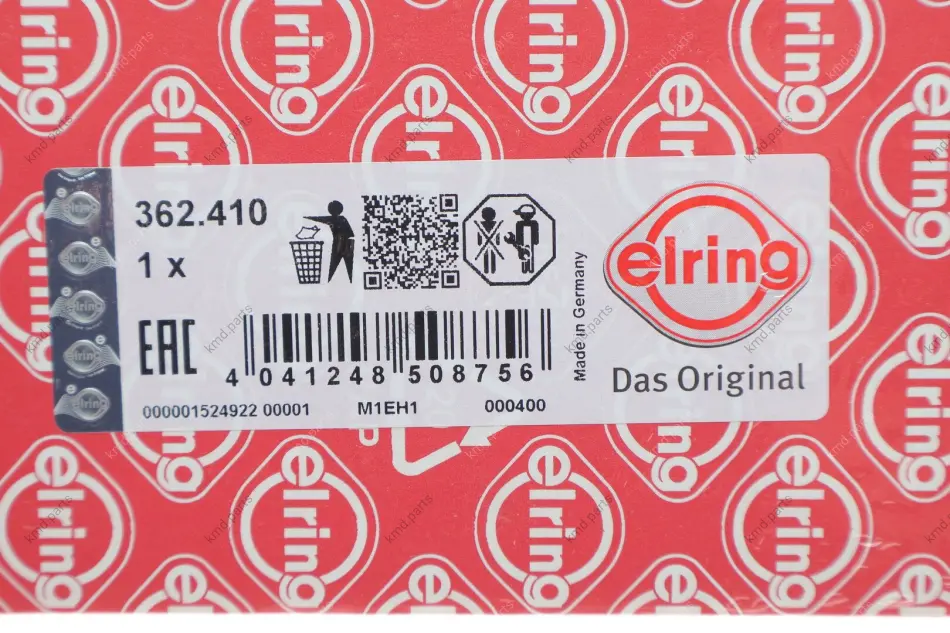 362.410
1 x
EAC
4 041248 508756
000001524922 00001 M1EH1 000400
Made in Germany
elring
Das Original